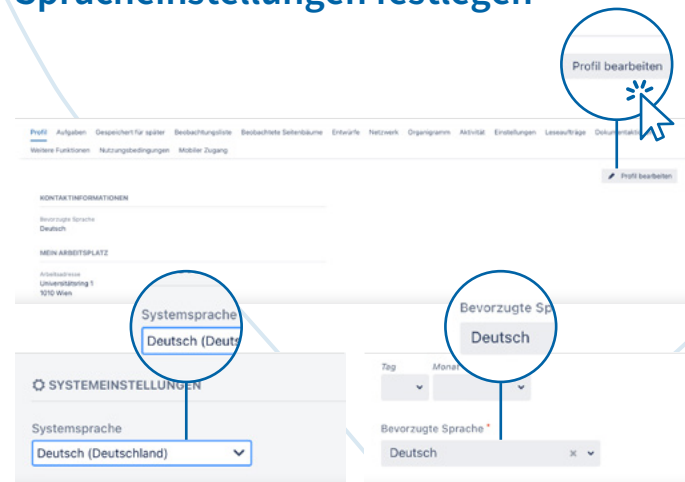 Spracheinstellungen festlegen
Profil bearbeiten
Profil Aufgaben Gespeichert für später Beobachtungsliste Beobachtete Seitenbäume Entwürfe Netzwerk Organigramm Aktivität Einstellungen Leseaufträge
Weitere Funktionen Nutzungsbedingungen Mobiler Zugang
Profil bearbeiten
KONTAKTINFORMATIONEN
Bevorzugte Sprache
Deutsch
MEIN ARBEITSPLATZ
Arbeitsadresse
Universitätsring 1
1010 Wien
Systemsprache
Deutsch (Deuts
Bevorzugte Sp
Deutsch
SYSTEMEINSTELLUNGEN
Systemsprache
Deutsch (Deutschland)
Tag Monat
Bevorzugte Sprache *
Deutsch